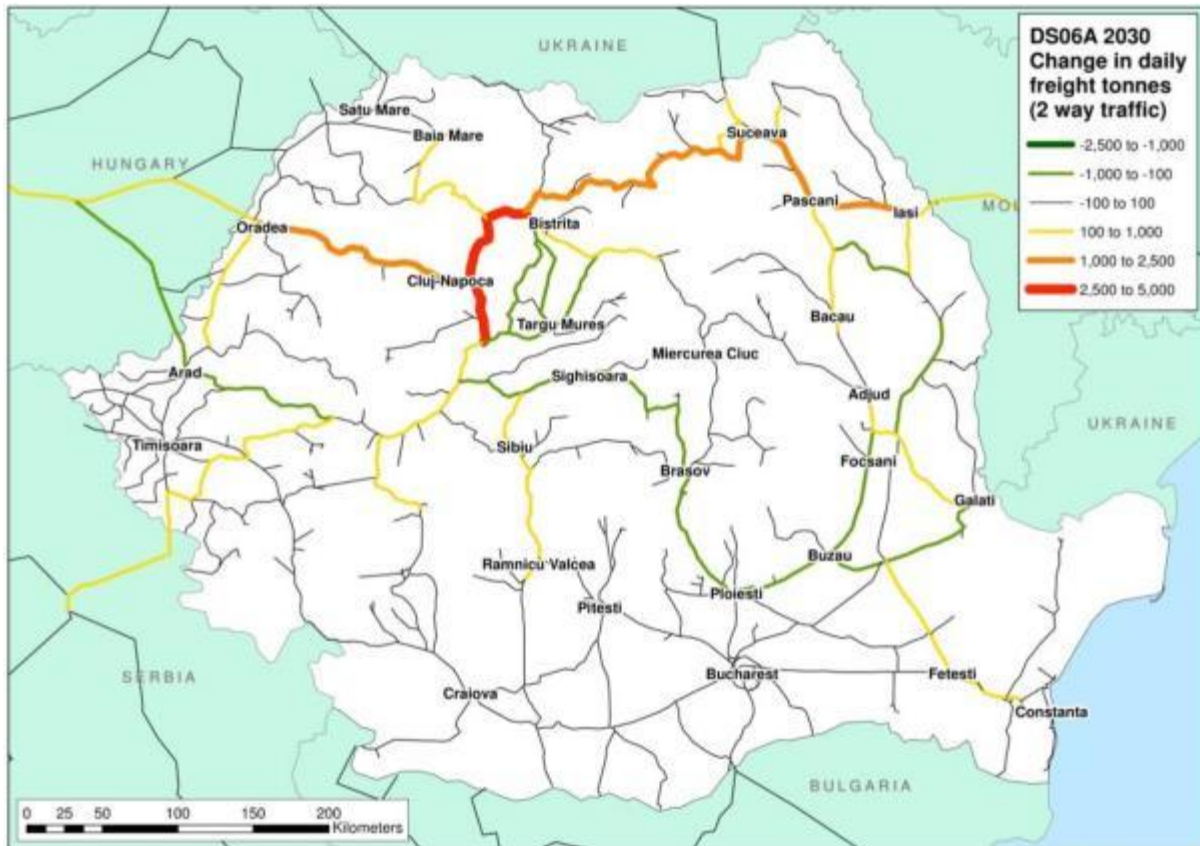 UKRAINE
DS06A 2030
Change in daily
freight tonnes
(2 way traffic)
-2,500 to -1,000
-1,000 to -100
-100 to 100
100 to 1,000
1,000 to 2,500
2,500 to 5,000
Satu Mare
Baia Mare
Suceava
HUNGARY
Pascani
Iasi
MOL
Oradea
Bistrita
Cluj-Napoca
Bacau
Targu Mures
Miercurea Ciuc
Arad
Sighisoara
Adjud
UKRAINE
Timisoara
Sibiu
Brasov
Focsani
Galati
Ramnicu Valcea
Buzau
Ploiesti
Pitesti
SERBIA
Bucharest
Fetesti
Craiova
Constanta
BULGARIA
0 25 50 100 150 200
Kilometers